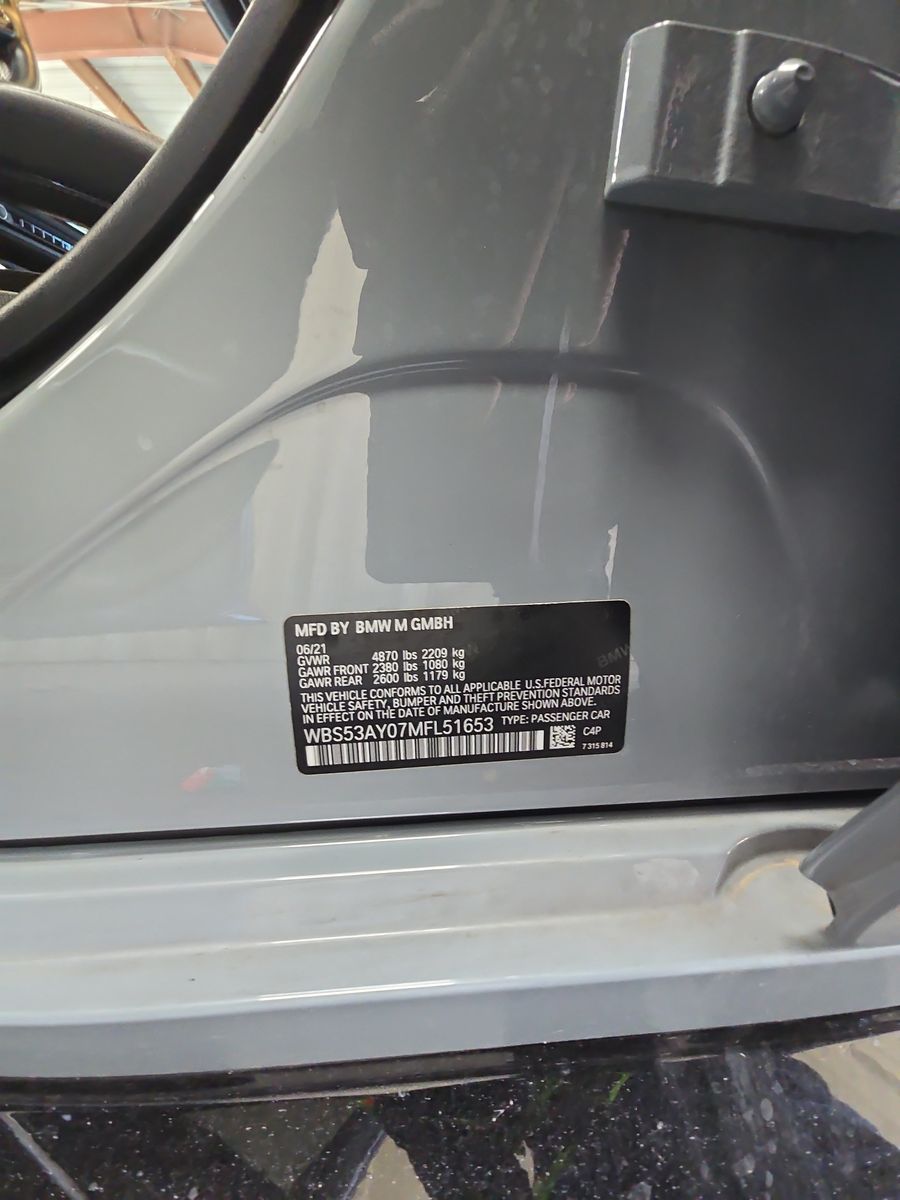 MFD BY BMW M GMBH
06/21
GVWR 4870 lbs 2209 kg
GAWR FRONT 2380 lbs 1080 kg
GAWR REAR 2600 lbs 1179 kg
THIS VEHICLE CONFORMS TO ALL APPLICABLE U.S.FEDERAL MOTOR
VEHICLE SAFETY, BUMPER AND THEFT PREVENTION STANDARDS
IN EFFECT ON THE DATE OF MANUFACTURE SHOWN ABOVE.
WBS53AY07MFL51653 TYPE: PASSENGER CAR
C4P
7 315 814
BMW